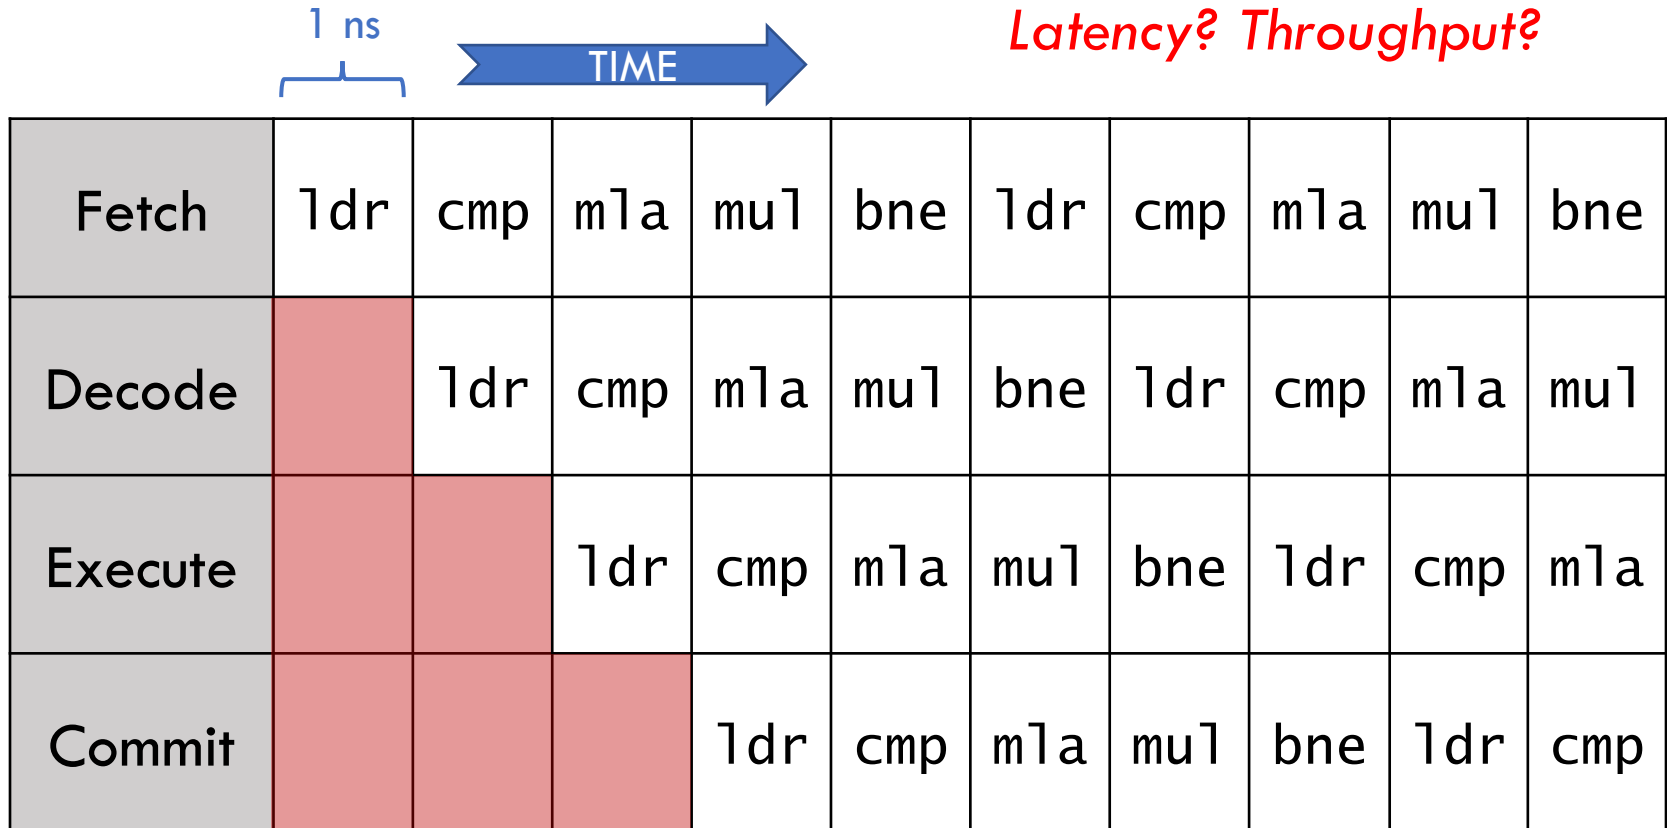 1 ns
TIME
Latency? Throughput?
Fetch ldr cmp mla mul bne ldr cmp mla mul bne
Decode ldr cmp mla mul bne ldr cmp mla mul
Execute ldr cmp mla mul bne ldr cmp mla
Commit ldr cmp mla mul bne ldr cmp